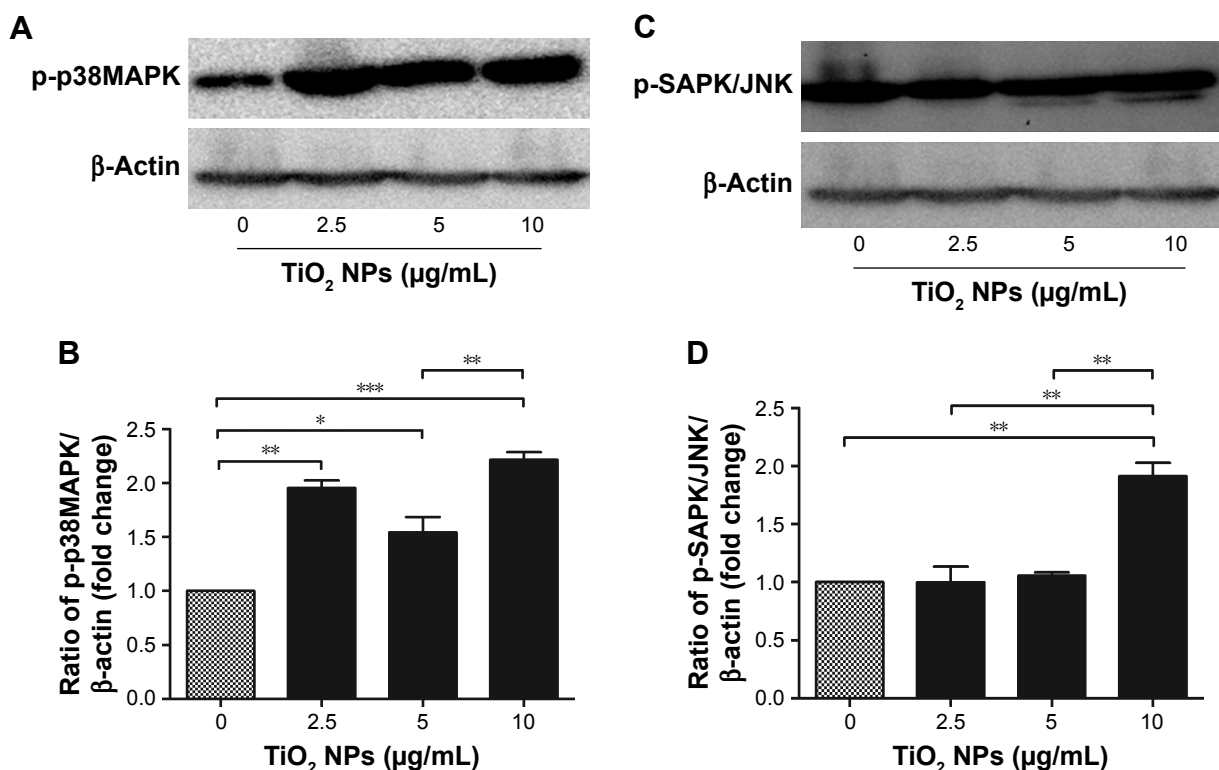 A
p-p38MAPK
β-Actin
0 2.5 5 10
TiO₂ NPs (µg/mL)
C
p-SAPK/JNK
β-Actin
0 2.5 5 10
TiO₂ NPs (µg/mL)
B
**
***
*
**
Ratio of p-p38MAPK/
β-actin (fold change)
2.5
2.0
1.5
1.0
0.5
0.0
0 2.5 5 10
TiO₂ NPs (µg/mL)
D
**
**
**
Ratio of p-SAPK/JNK/
β-actin (fold change)
2.5
2.0
1.5
1.0
0.5
0.0
0 2.5 5 10
TiO₂ NPs (µg/mL)